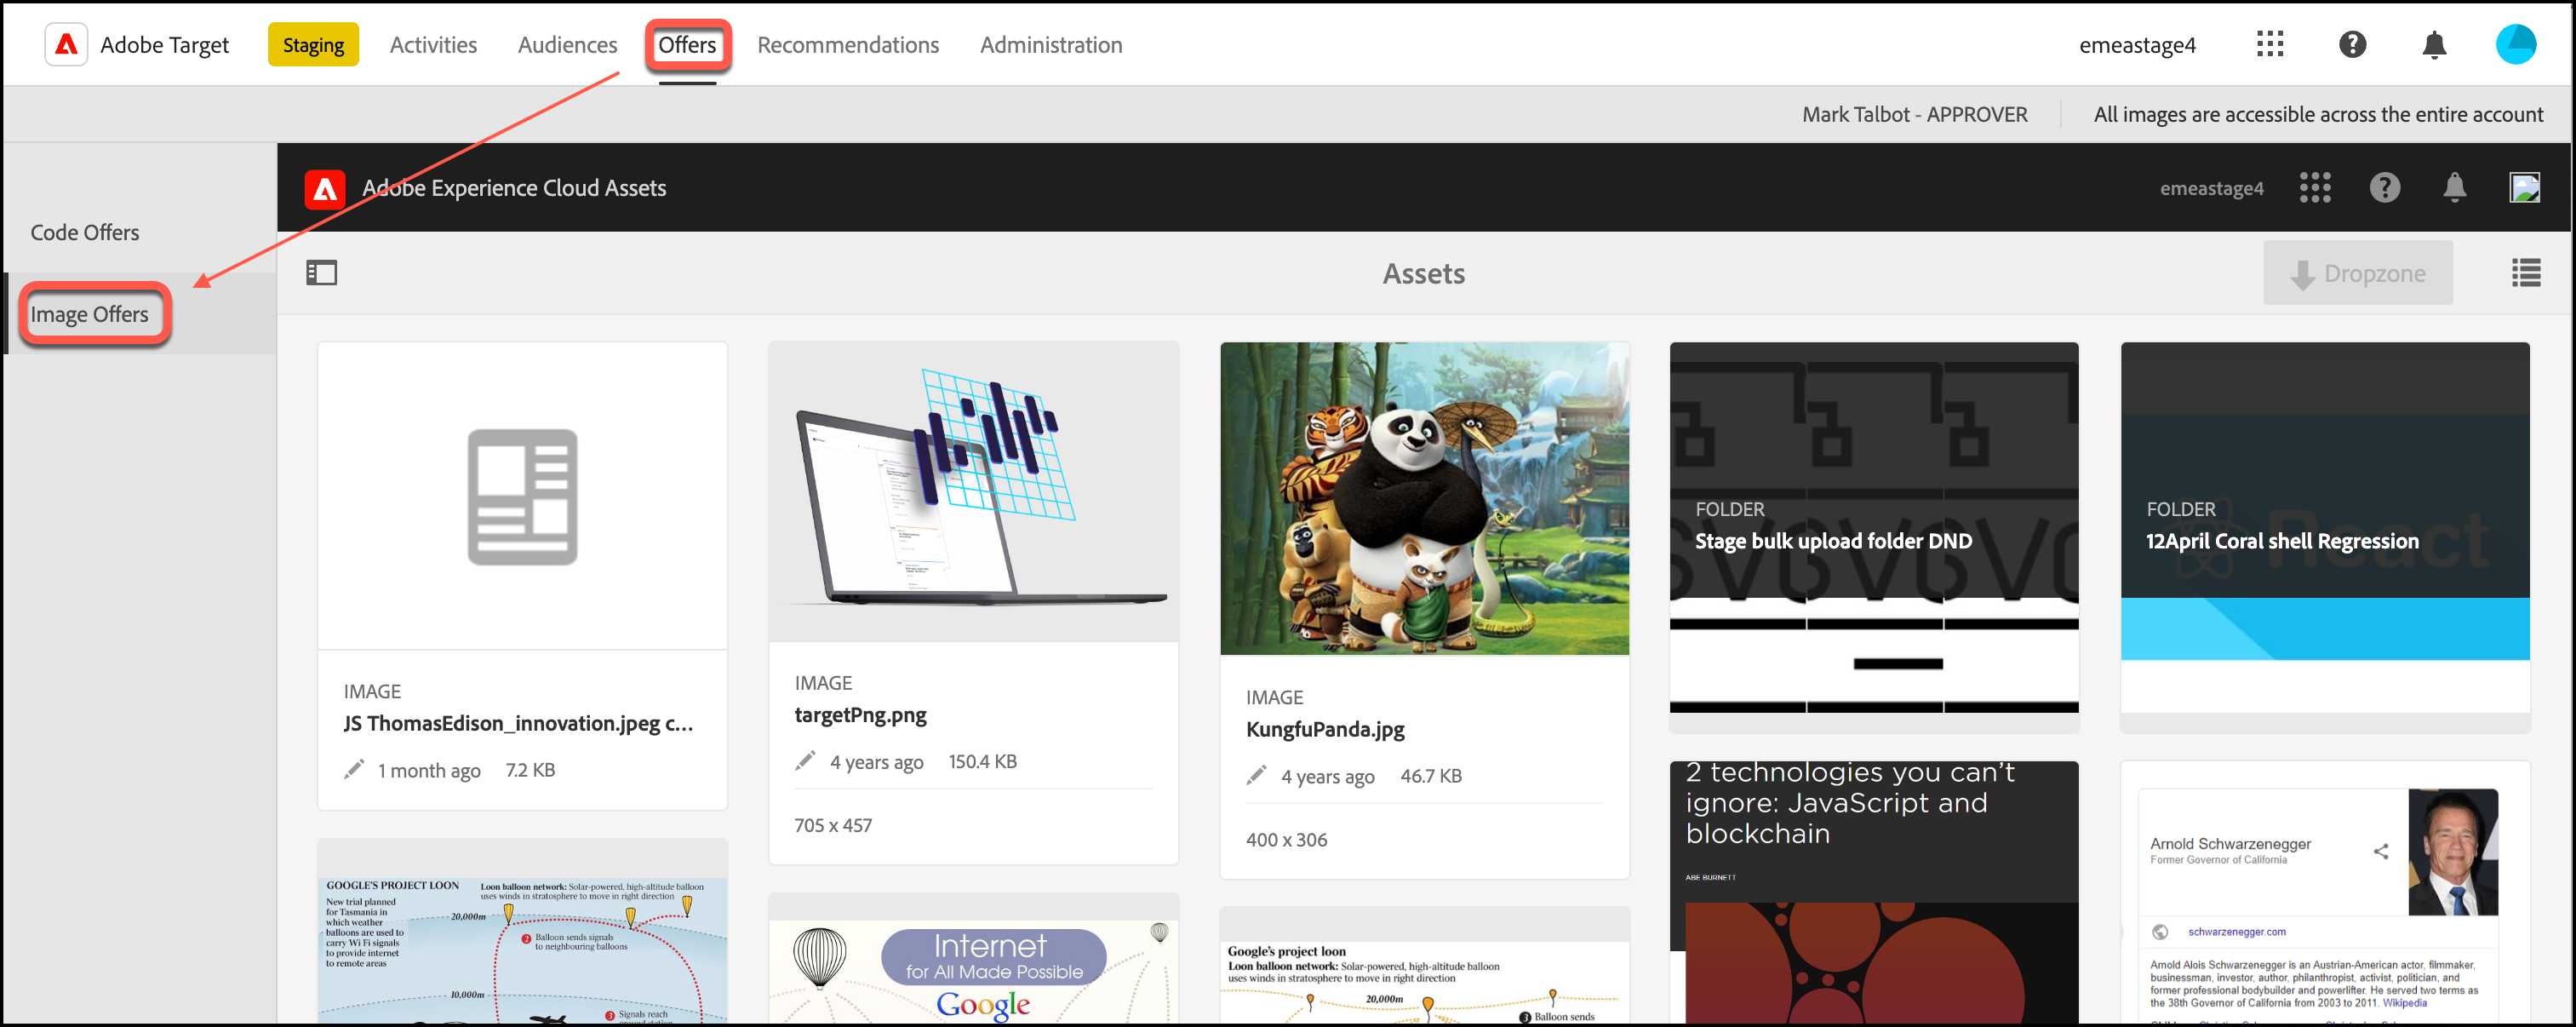 Adobe Target
Staging
Activities
Audiences
Offers
Recommendations
Administration
emeastage4
Mark Talbot - APPROVER
All images are accessible across the entire account
Code Offers
Image Offers
Adobe Experience Cloud Assets
emeastage4
Assets
Dropzone
IMAGE
JS ThomasEdison_innovation.jpeg c...
1 month ago 7.2 KB
IMAGE
targetPng.png
4 years ago 150.4 KB
705 x 457
IMAGE
KungfuPanda.jpg
4 years ago 46.7 KB
400 x 306
FOLDER
Stage bulk upload folder DND
FOLDER
12April Coral shell Regression
React
GOOGLE'S PROJECT LOON
New trial planned
for Tasmania in
which weather
balloons are used to
carry Wi Fi signals
to provide internet
to remote areas
Loon balloon network: Solar-powered, high-altitude balloon
uses winds in stratosphere to move in right direction
20,000m
2 Balloon sends signals
to neighbouring balloons
10,000m
3 Signals reach
Internet
for All Made Possible
Google
Google's project loon
Loon balloon network: Solar-powered, high-altitude balloon
uses winds in stratosphere to move in right direction
20,000m
3 Balloon sends
2 technologies you can't
ignore: JavaScript and
blockchain
ABE BURNETT
Arnold Schwarzenegger
Former Governor of California
schwarzenegger.com
Arnold Alois Schwarzenegger is an Austrian-American actor, filmmaker,
businessman, investor, author, philanthropist, activist, politician, and
former professional bodybuilder and powerlifter. He served two terms as
the 38th Governor of California from 2003 to 2011. Wikipedia